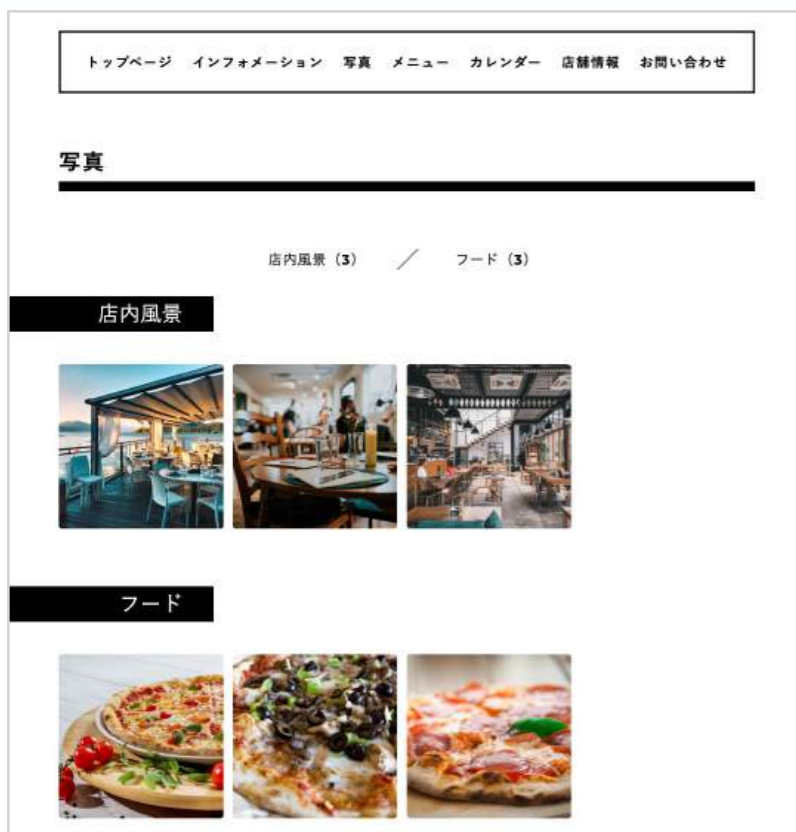 トップページ インフォメーション 写真 メニュー カレンダー 店舗情報 お問い合わせ
写真
店内風景（3） ／ フード（3）
店内風景
フード